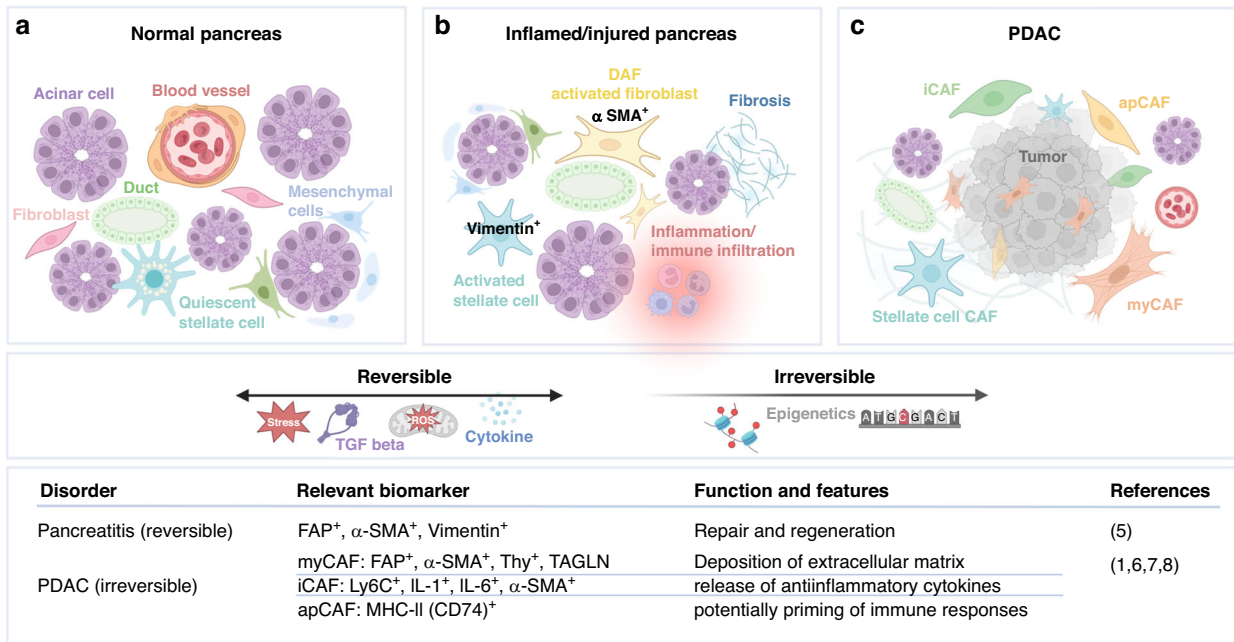 a
Normal pancreas
Acinar cell
Blood vessel
Duct
Fibroblast
Mesenchymal
cells
Quiescent
stellate cell
b
Inflamed/injured pancreas
DAF
activated fibroblast
α SMA⁺
Fibrosis
Vimentin⁺
Inflammation/
immune infiltration
Activated
stellate cell
c
PDAC
iCAF
apCAF
Tumor
Stellate cell CAF
myCAF
Reversible
Stress
TGF beta
ROS
Cytokine
Irreversible
Epigenetics
A T G C G A C T
Disorder Relevant biomarker Function and features References
Pancreatitis (reversible) FAP⁺, α-SMA⁺, Vimentin⁺ Repair and regeneration (5)
myCAF: FAP⁺, α-SMA⁺, Thy⁺, TAGLN Deposition of extracellular matrix (1,6,7,8)
PDAC (irreversible) iCAF: Ly6C⁺, IL-1⁺, IL-6⁺, α-SMA⁺ release of antiinflammatory cytokines
apCAF: MHC-II (CD74)⁺ potentially priming of immune responses